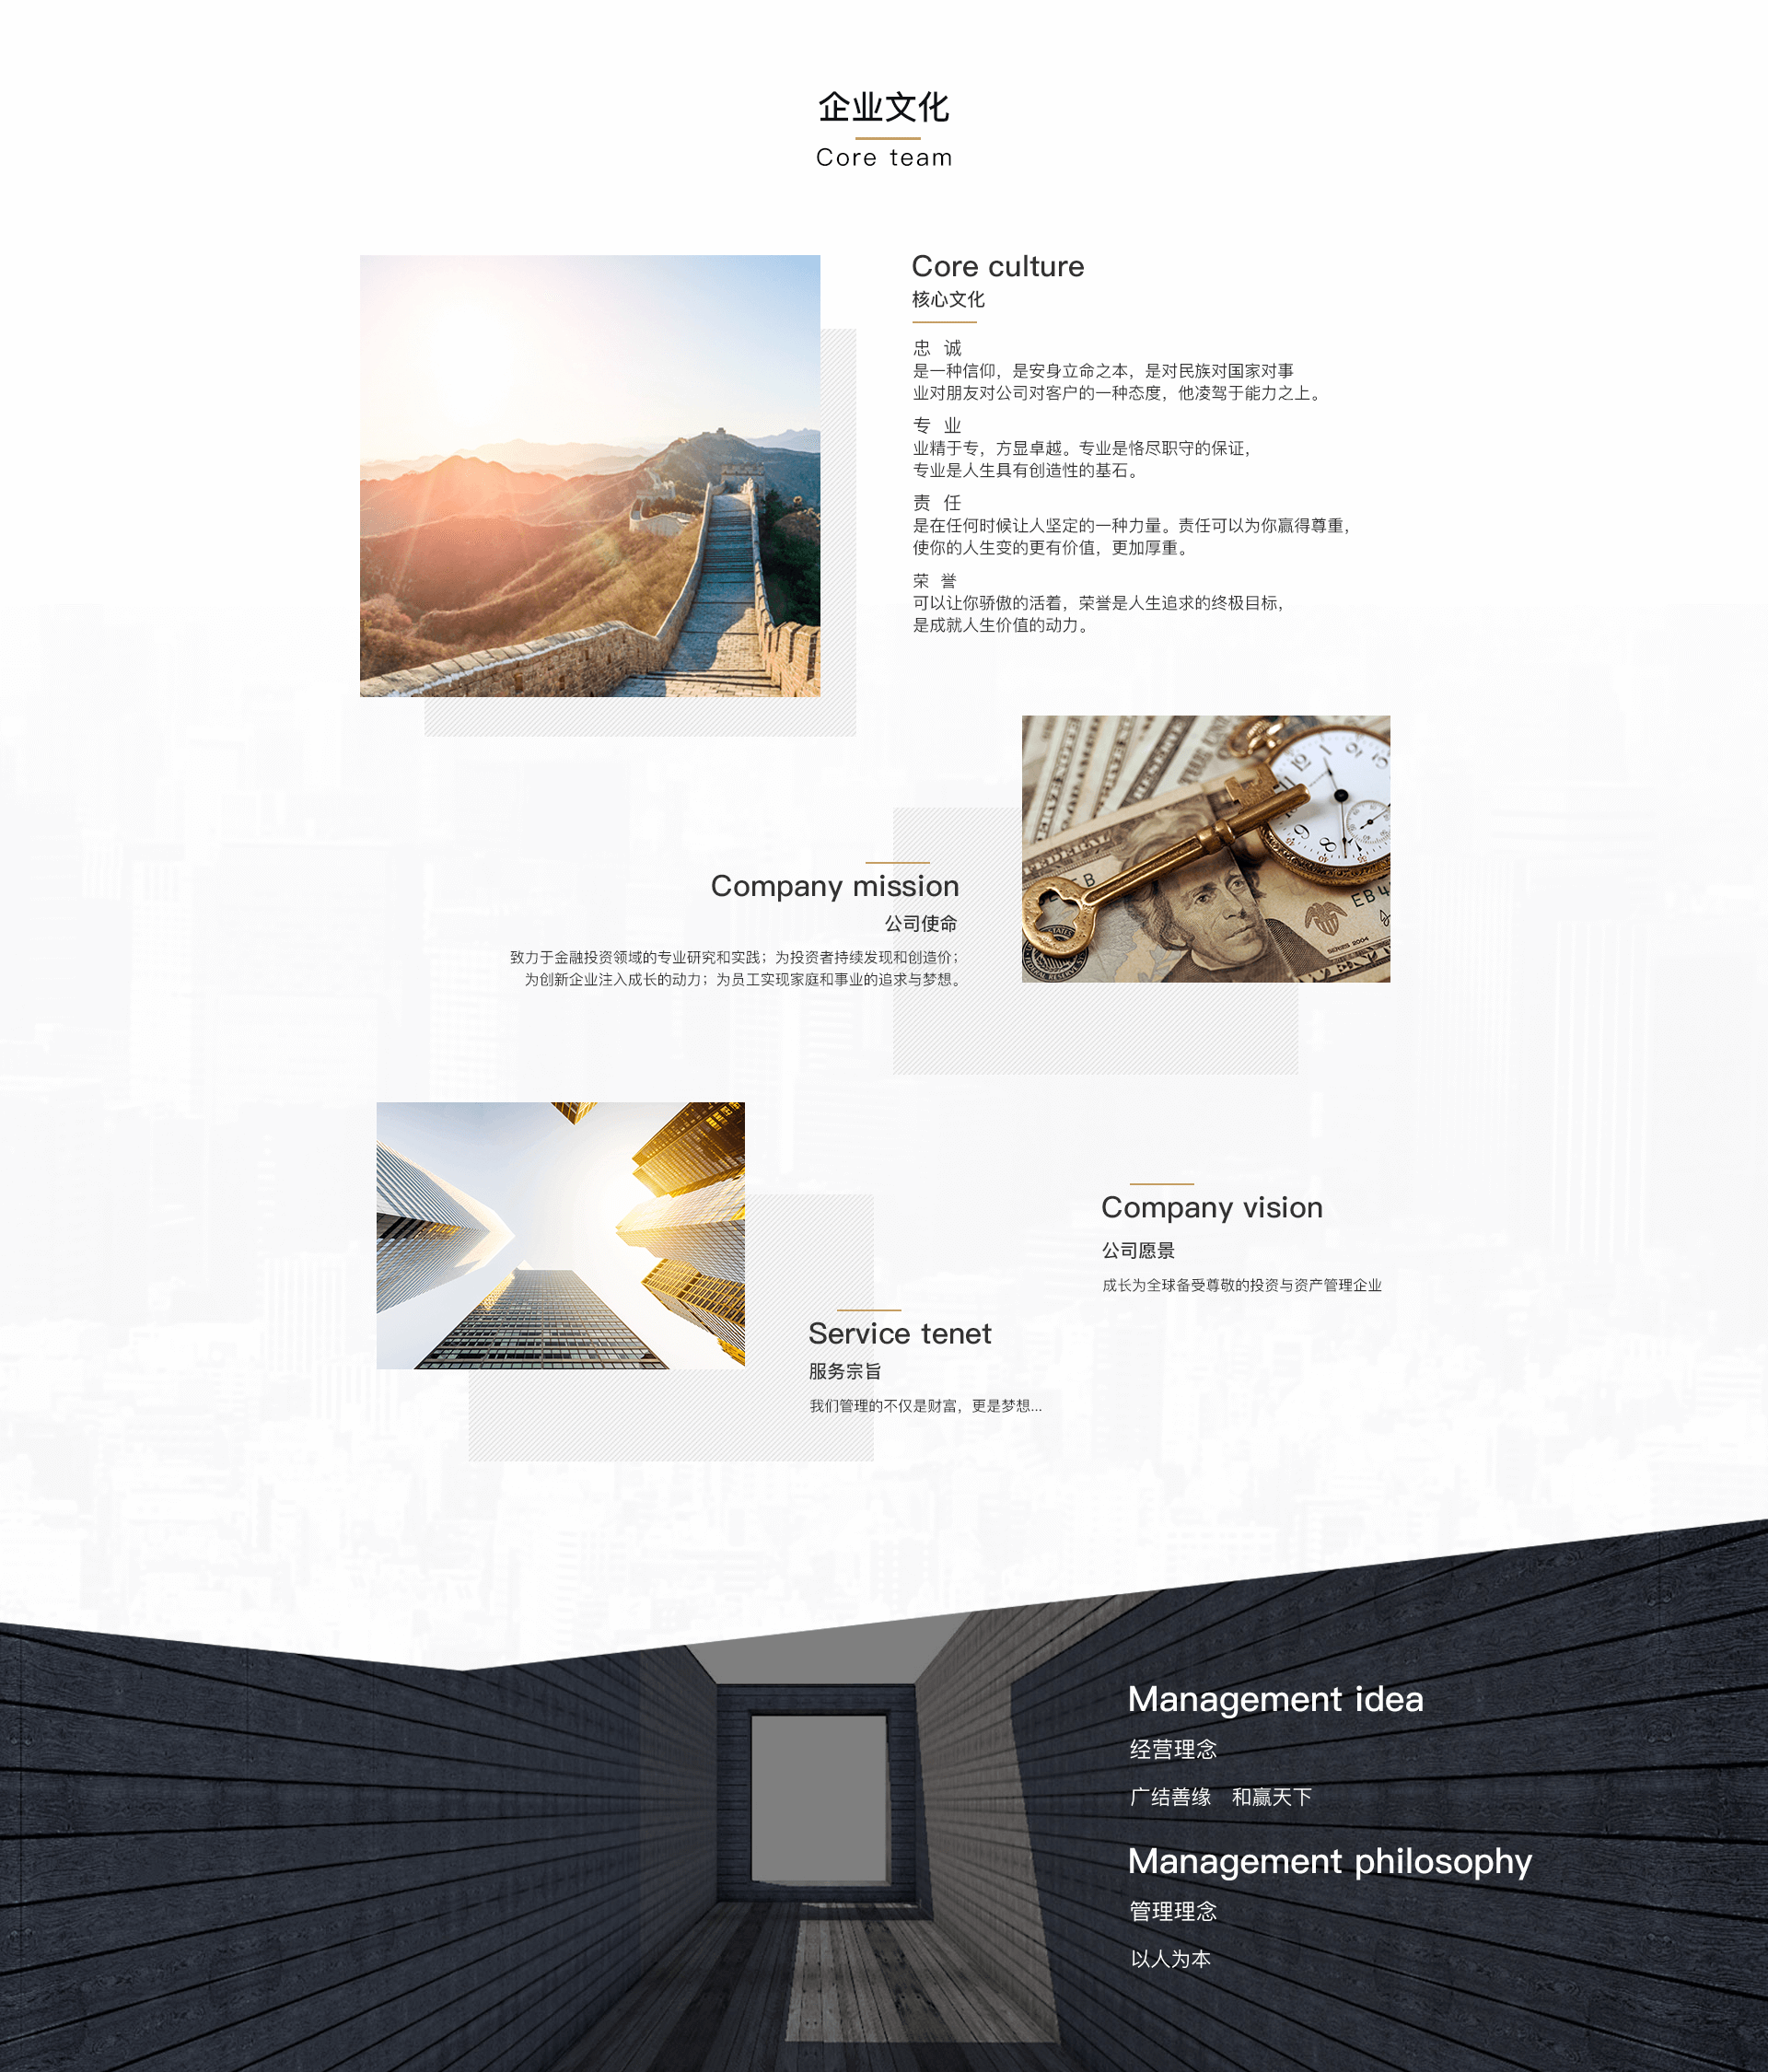 企业文化
Core team
Core culture
核心文化
忠 诚
是一种信仰，是安身立命之本，是对民族对国家对事
业对朋友对公司对客户的一种态度，他凌驾于能力之上。
专 业
业精于专，方显卓越。专业是恪尽职守的保证，
专业是人生具有创造性的基石。
责 任
是在任何时候让人坚定的一种力量。责任可以为你赢得尊重，
使你的人生变的更有价值，更加厚重。
荣 誉
可以让你骄傲的活着，荣誉是人生追求的终极目标，
是成就人生价值的动力。
Company mission
公司使命
致力于金融投资领域的专业研究和实践；为投资者持续发现和创造价；
为创新企业注入成长的动力；为员工实现家庭和事业的追求与梦想。
Company vision
公司愿景
成长为全球备受尊敬的投资与资产管理企业
Service tenet
服务宗旨
我们管理的不仅是财富，更是梦想...
Management idea
经营理念
广结善缘 和赢天下
Management philosophy
管理理念
以人为本